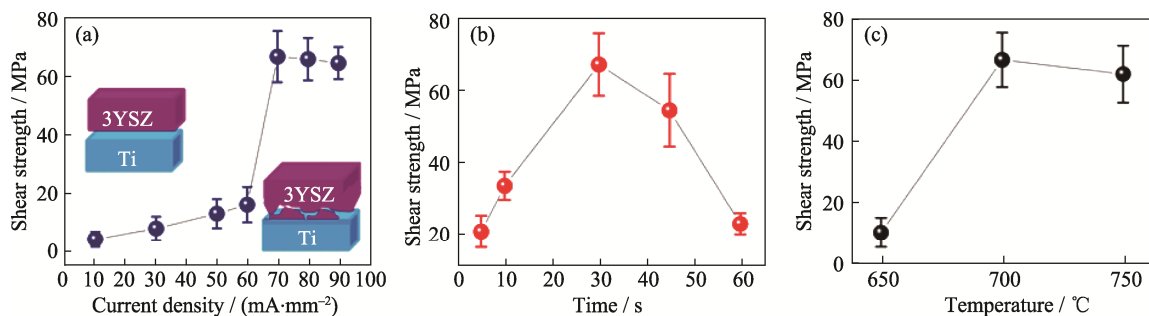 (a)
Shear strength / MPa
80
60
40
20
0
3YSZ
Ti
3YSZ
Ti
0 10 20 30 40 50 60 70 80 90 100
Current density / (mA·mm⁻²)
(b)
Shear strength / MPa
80
60
40
20
0 10 20 30 40 50 60
Time / s
(c)
Shear strength / MPa
80
60
40
20
0
650 700 750
Temperature / ℃